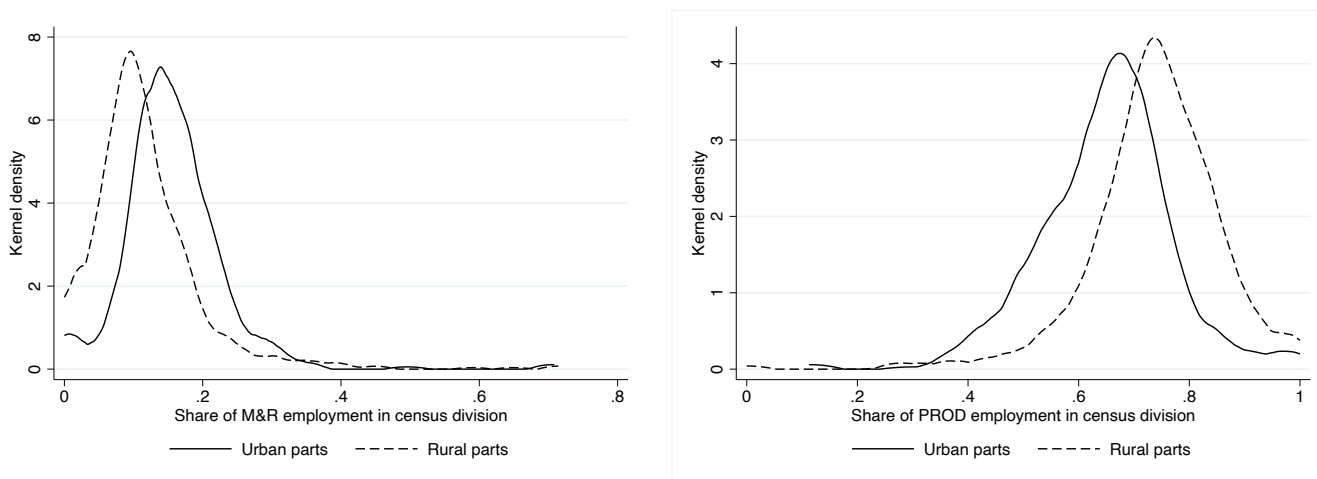 Kernel density
8
6
4
2
0
0 .2 .4 .6 .8
Share of M&R employment in census division
Urban parts Rural parts
Kernel density
4
3
2
1
0
0 .2 .4 .6 .8 1
Share of PROD employment in census division
Urban parts Rural parts